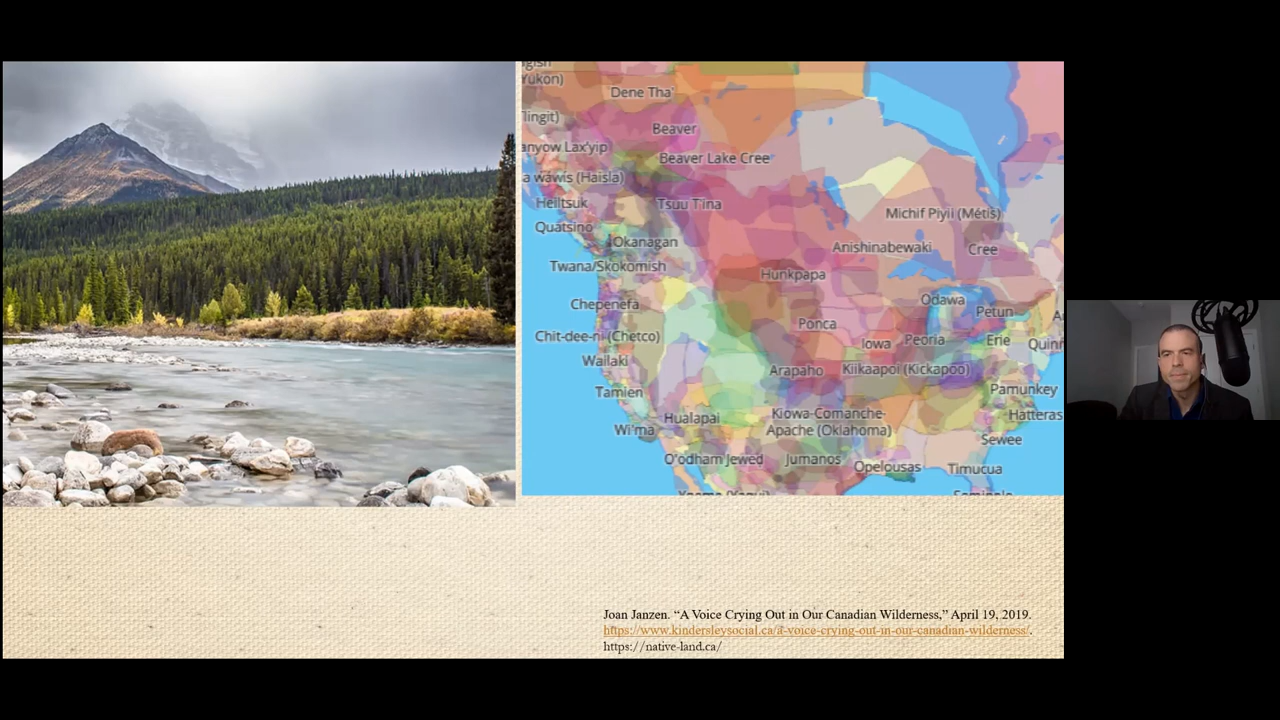 Yukon)
'Dene Tha'
Tlingit)
Beaver
anyow Lax'yip
Beaver Lake Cree
a wawis (Haisla)
Heiltsuk
Tsuu T'ina
Quatsino
Michif Piyii (Métis)
Okanagan
Anishinabewaki
Cree
Twana/Skokomish
Hunkpapa
Chepenefa
Odawa
Petun
Ponca
Chit-dee-ni (Chetco)
Iowa
Peoria
Erie
Quinn
Wailaki
Arapaho
Kiikaapoi (Kickapoo)
Tamien
Pamunkey
Hualapai
Kiowa-Comanche-
Apache (Oklahoma)
Hatteras
Wi'ma
Sewee
O'odham Jewed
Jumanos
Opelousas
Timucua
Seminole
Joan Janzen. “A Voice Crying Out in Our Canadian Wilderness,” April 19, 2019.
https://www.kindersleysocial.ca/a-voice-crying-out-in-our-canadian-wilderness/.
https://native-land.ca/